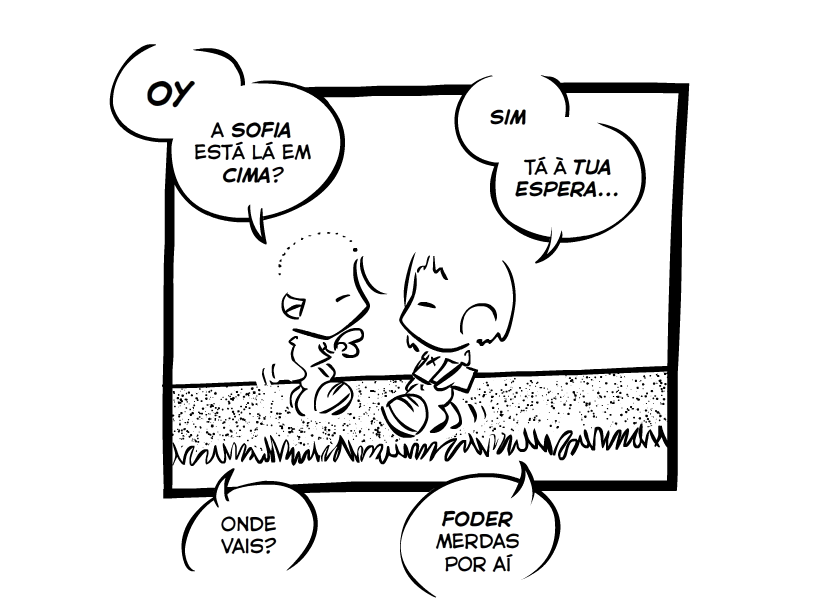 OY
A SOFIA
ESTÁ LÁ EM
CIMA?
SIM
TÁ À TUA
ESPERA...
ONDE
VAIS?
FODER
MERDAS
POR AÍ